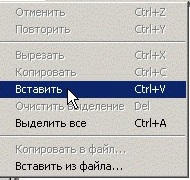 Отменить Ctrl+Z
Повторить Ctrl+Y
Вырезать Ctrl+X
Копировать Ctrl+C
Вставить Ctrl+V
Очистить выделение Del
Выделить все Ctrl+A
Копировать в файл...
Вставить из файла...